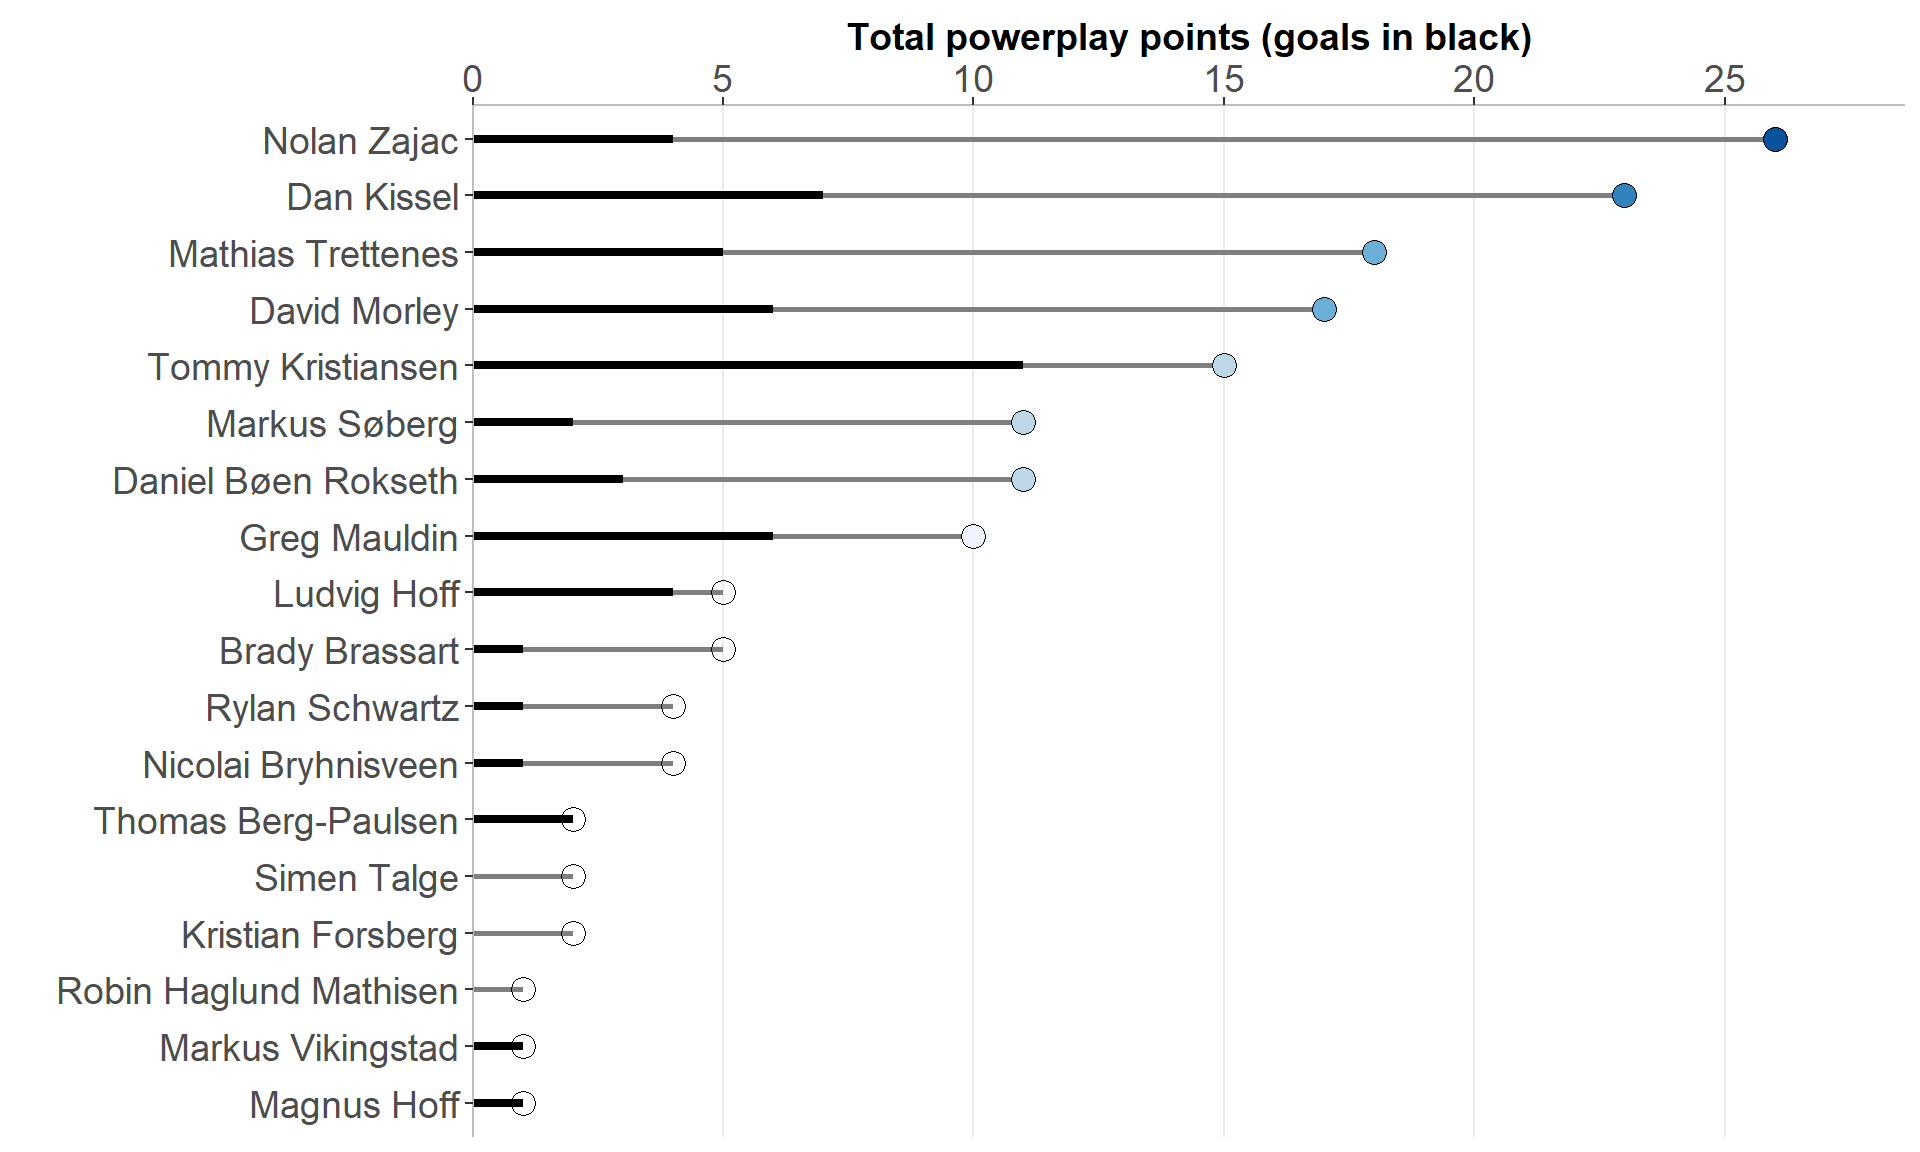 Total powerplay points (goals in black)
0 5 10 15 20 25
Nolan Zajac
Dan Kissel
Mathias Trettenes
David Morley
Tommy Kristiansen
Markus Søberg
Daniel Bøen Rokseth
Greg Mauldin
Ludvig Hoff
Brady Brassart
Rylan Schwartz
Nicolai Bryhnisveen
Thomas Berg-Paulsen
Simen Talge
Kristian Forsberg
Robin Haglund Mathisen
Markus Vikingstad
Magnus Hoff